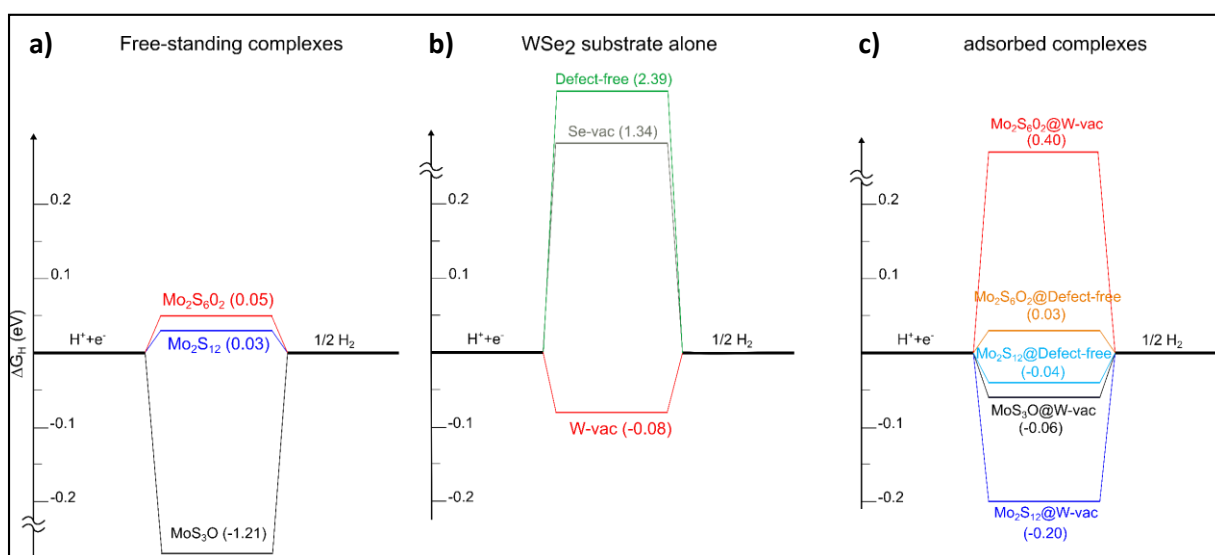 a) Free-standing complexes
ΔG_H (eV)
0.2
0.1
-0.1
-0.2
H⁺+e⁻
1/2 H₂
Mo₂S₆0₂ (0.05)
Mo₂S₁₂ (0.03)
MoS₃O (-1.21)
b) WSe₂ substrate alone
0.2
0.1
-0.1
-0.2
H⁺+e⁻
1/2 H₂
Defect-free (2.39)
Se-vac (1.34)
W-vac (-0.08)
c) adsorbed complexes
0.2
0.1
-0.1
-0.2
H⁺+e⁻
1/2 H₂
Mo₂S₆0₂@W-vac
(0.40)
Mo₂S₆O₂@Defect-free
(0.03)
Mo₂S₁₂@Defect-free
(-0.04)
MoS₃O@W-vac
(-0.06)
Mo₂S₁₂@W-vac
(-0.20)